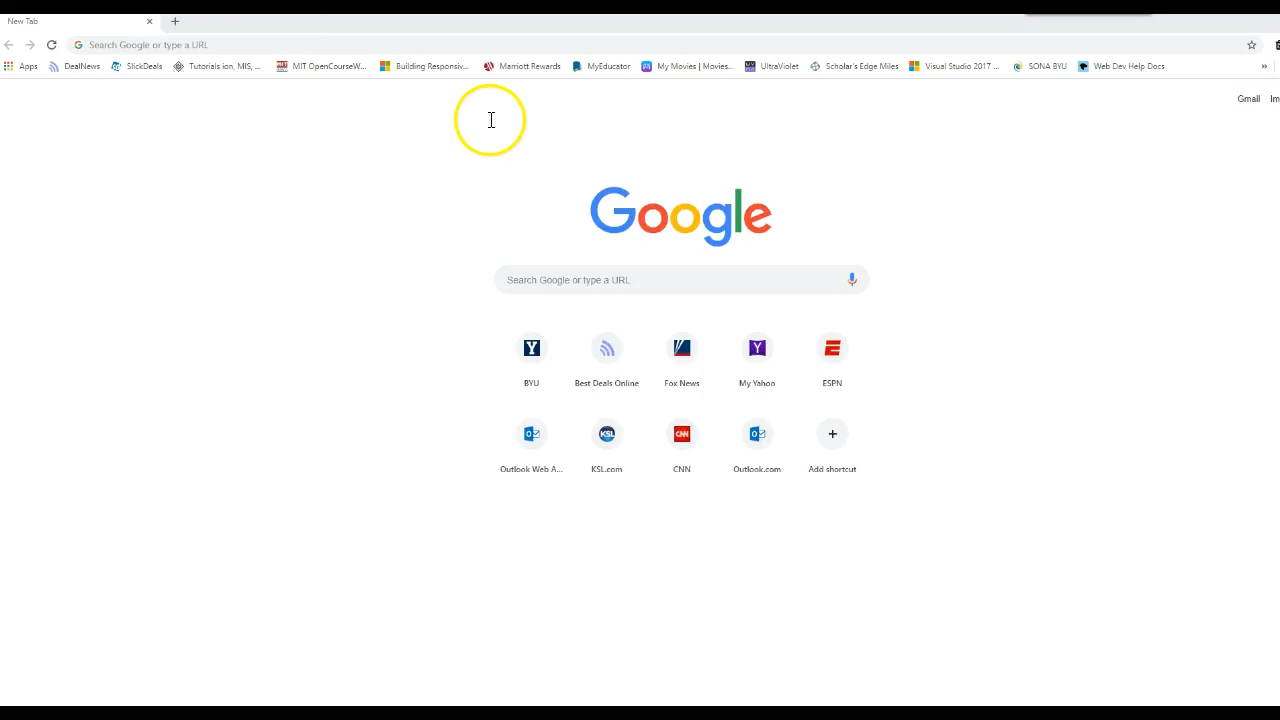 New Tab
Search Google or type a URL
Apps DealNews SlickDeals Tutorials ion, MIS, ... MIT OpenCourseW... Building Responsiv... Marriott Rewards MyEducator My Movies | Movies... UltraViolet Scholar's Edge Miles Visual Studio 2017 ... SONA BYU Web Dev Help Docs »
Gmail Im
Google
Search Google or type a URL
BYU Best Deals Online Fox News My Yahoo ESPN
Outlook Web A... KSL.com CNN Outlook.com Add shortcut